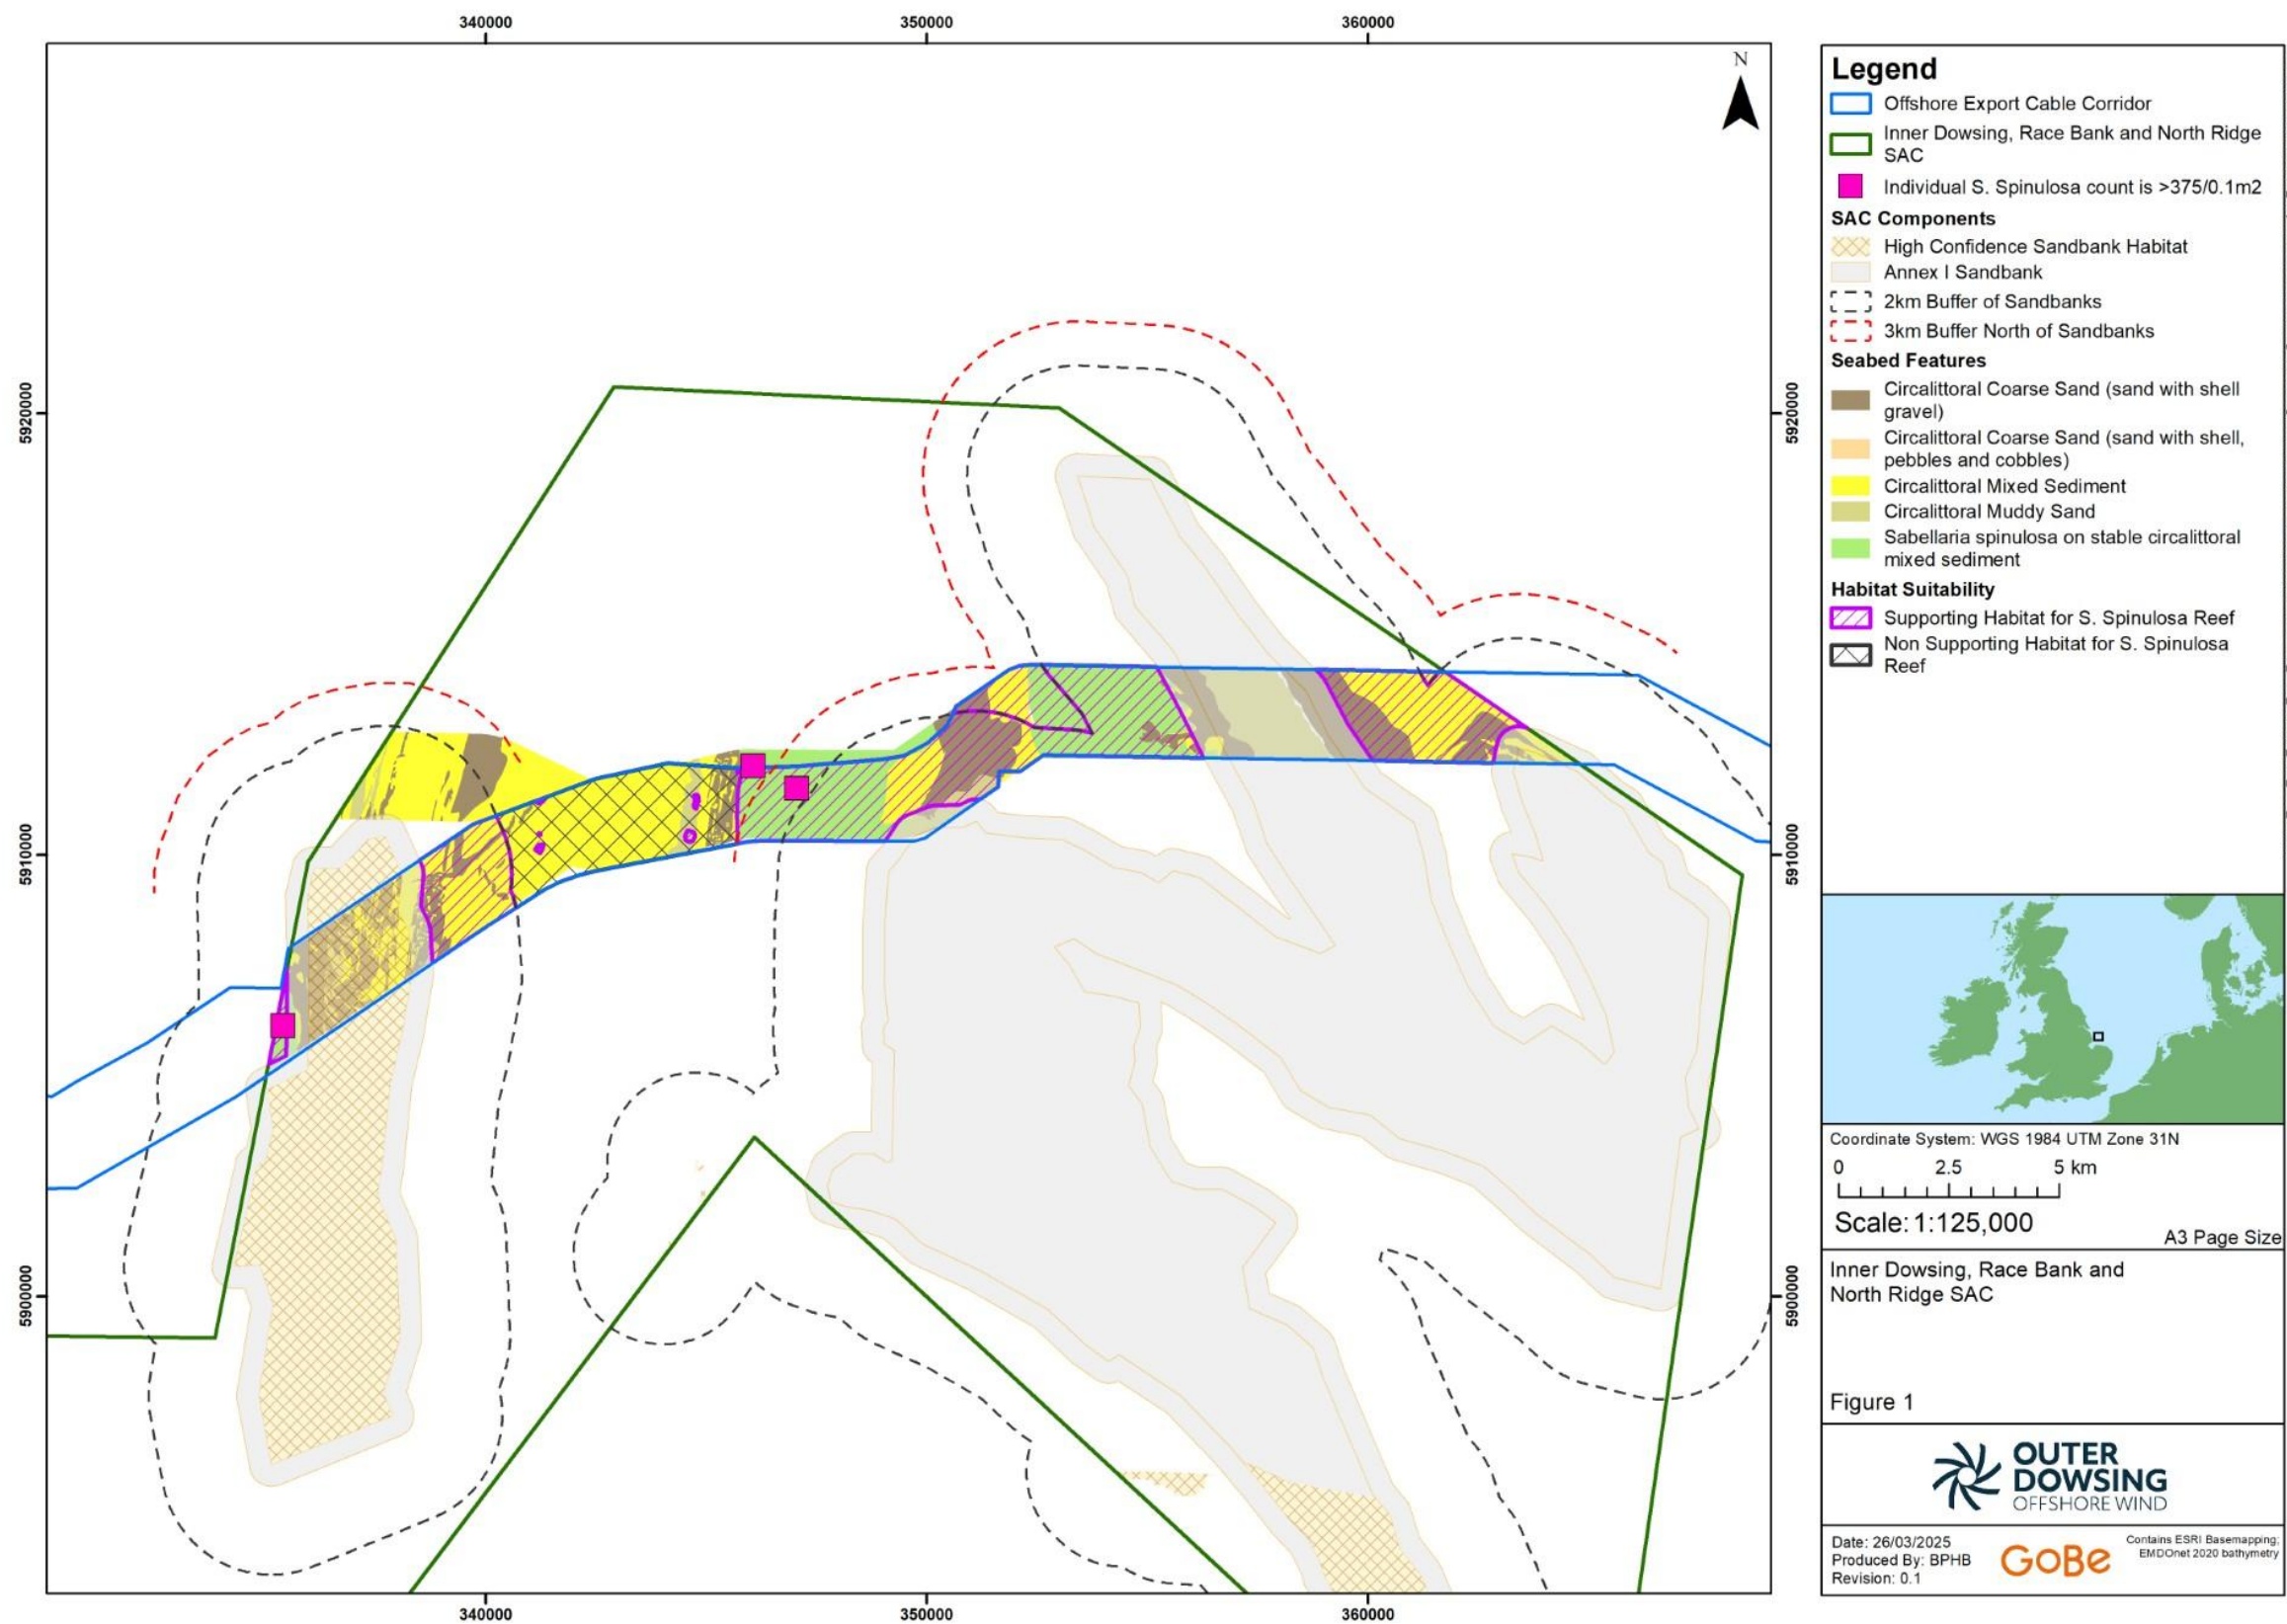 340000
350000
360000
N
5920000
5920000
5910000
5910000
5900000
5900000
340000
350000
360000
Legend
Offshore Export Cable Corridor
Inner Dowsing, Race Bank and North Ridge
SAC
Individual S. Spinulosa count is >375/0.1m2
SAC Components
High Confidence Sandbank Habitat
Annex I Sandbank
2km Buffer of Sandbanks
3km Buffer North of Sandbanks
Seabed Features
Circalittoral Coarse Sand (sand with shell
gravel)
Circalittoral Coarse Sand (sand with shell,
pebbles and cobbles)
Circalittoral Mixed Sediment
Circalittoral Muddy Sand
Sabellaria spinulosa on stable circalittoral
mixed sediment
Habitat Suitability
Supporting Habitat for S. Spinulosa Reef
Non Supporting Habitat for S. Spinulosa
Reef
Coordinate System: WGS 1984 UTM Zone 31N
0 2.5 5 km
Scale: 1:125,000
A3 Page Size
Inner Dowsing, Race Bank and
North Ridge SAC
Figure 1
OUTER
DOWSING
OFFSHORE WIND
Date: 26/03/2025
Produced By: BPHB
Revision: 0.1
GoBe
Contains ESRI Basemapping;
EMDOnet 2020 bathymetry